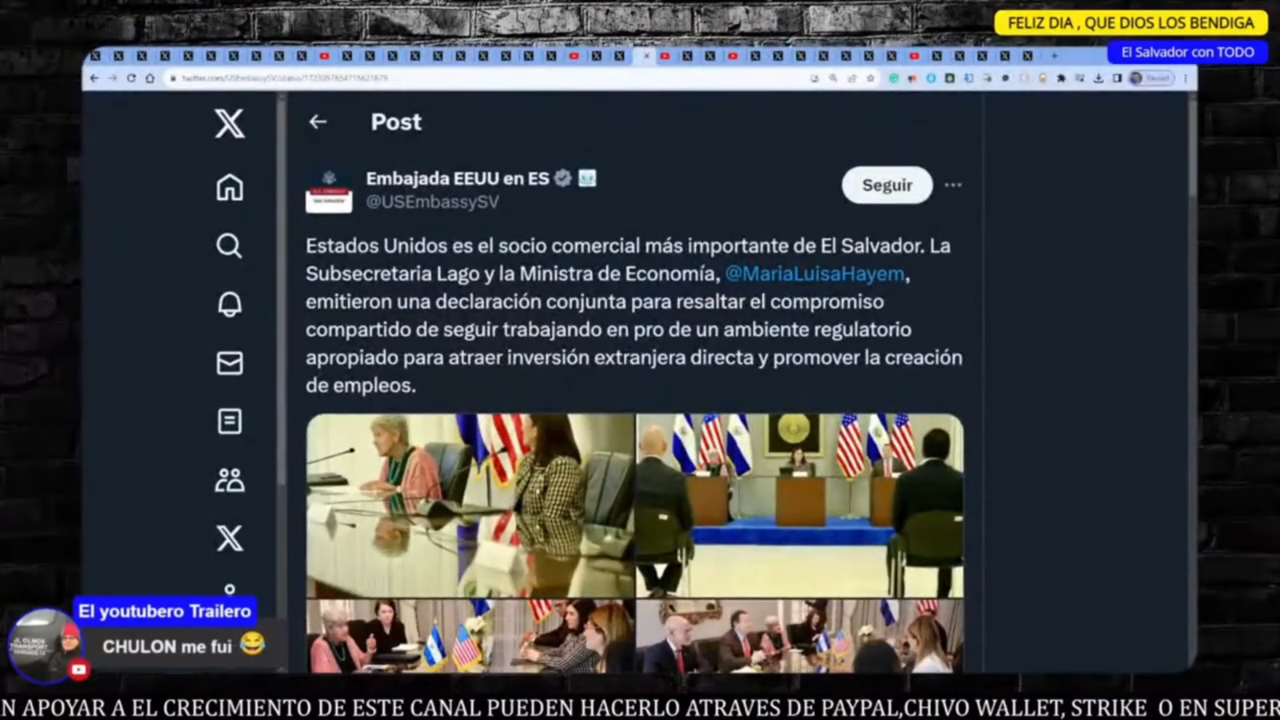 FELIZ DIA , QUE DIOS LOS BENDIGA
El Salvador con TODO
Post
Embajada EEUU en ES
@USEmbassySV
Seguir
Estados Unidos es el socio comercial más importante de El Salvador. La
Subsecretaria Lago y la Ministra de Economía, @MariaLuisaHayem,
emitieron una declaración conjunta para resaltar el compromiso
compartido de seguir trabajando en pro de un ambiente regulatorio
apropiado para atraer inversión extranjera directa y promover la creación
de empleos.
El youtubero Trailero
CHULON me fui 😂
N APOYAR A EL CRECIMIENTO DE ESTE CANAL PUEDEN HACERLO ATRAVES DE PAYPAL,CHIVO WALLET, STRIKE O EN SUPER